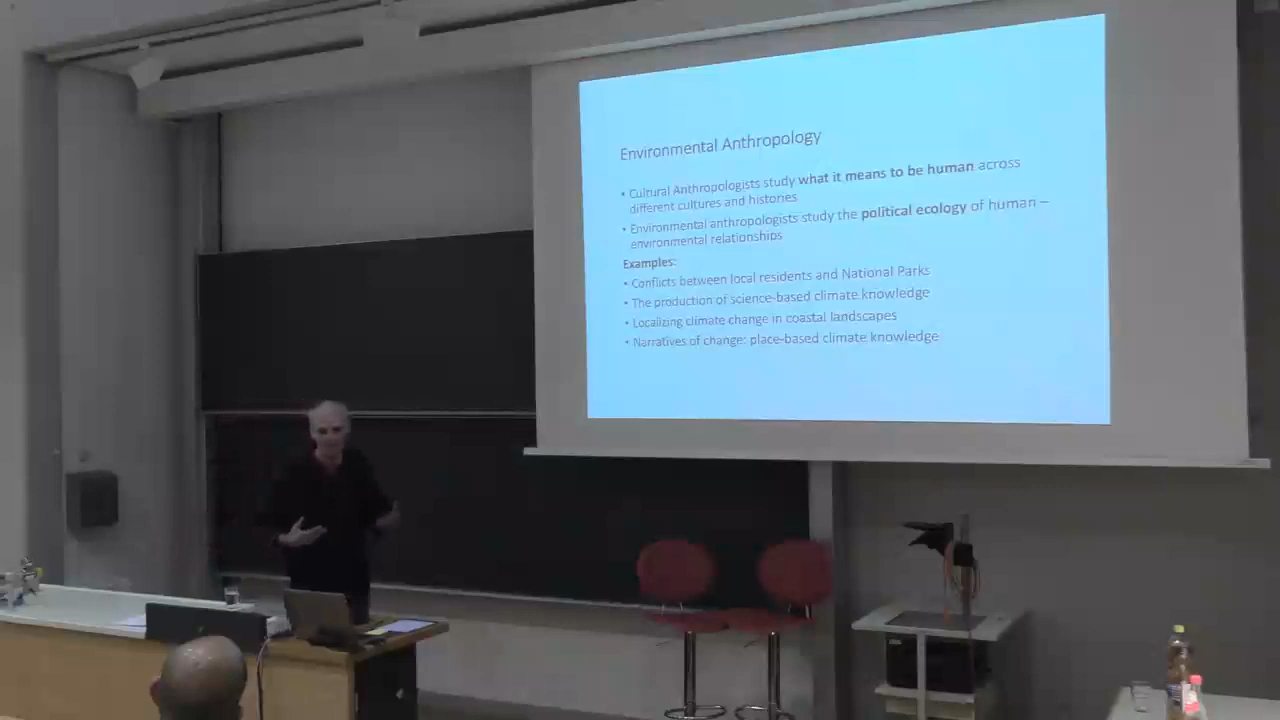 Environmental Anthropology
• Cultural Anthropologists study what it means to be human across
different cultures and histories
• Environmental anthropologists study the political ecology of human –
environmental relationships
Examples:
• Conflicts between local residents and National Parks
• The production of science-based climate knowledge
• Localizing climate change in coastal landscapes
• Narratives of change: place-based climate knowledge